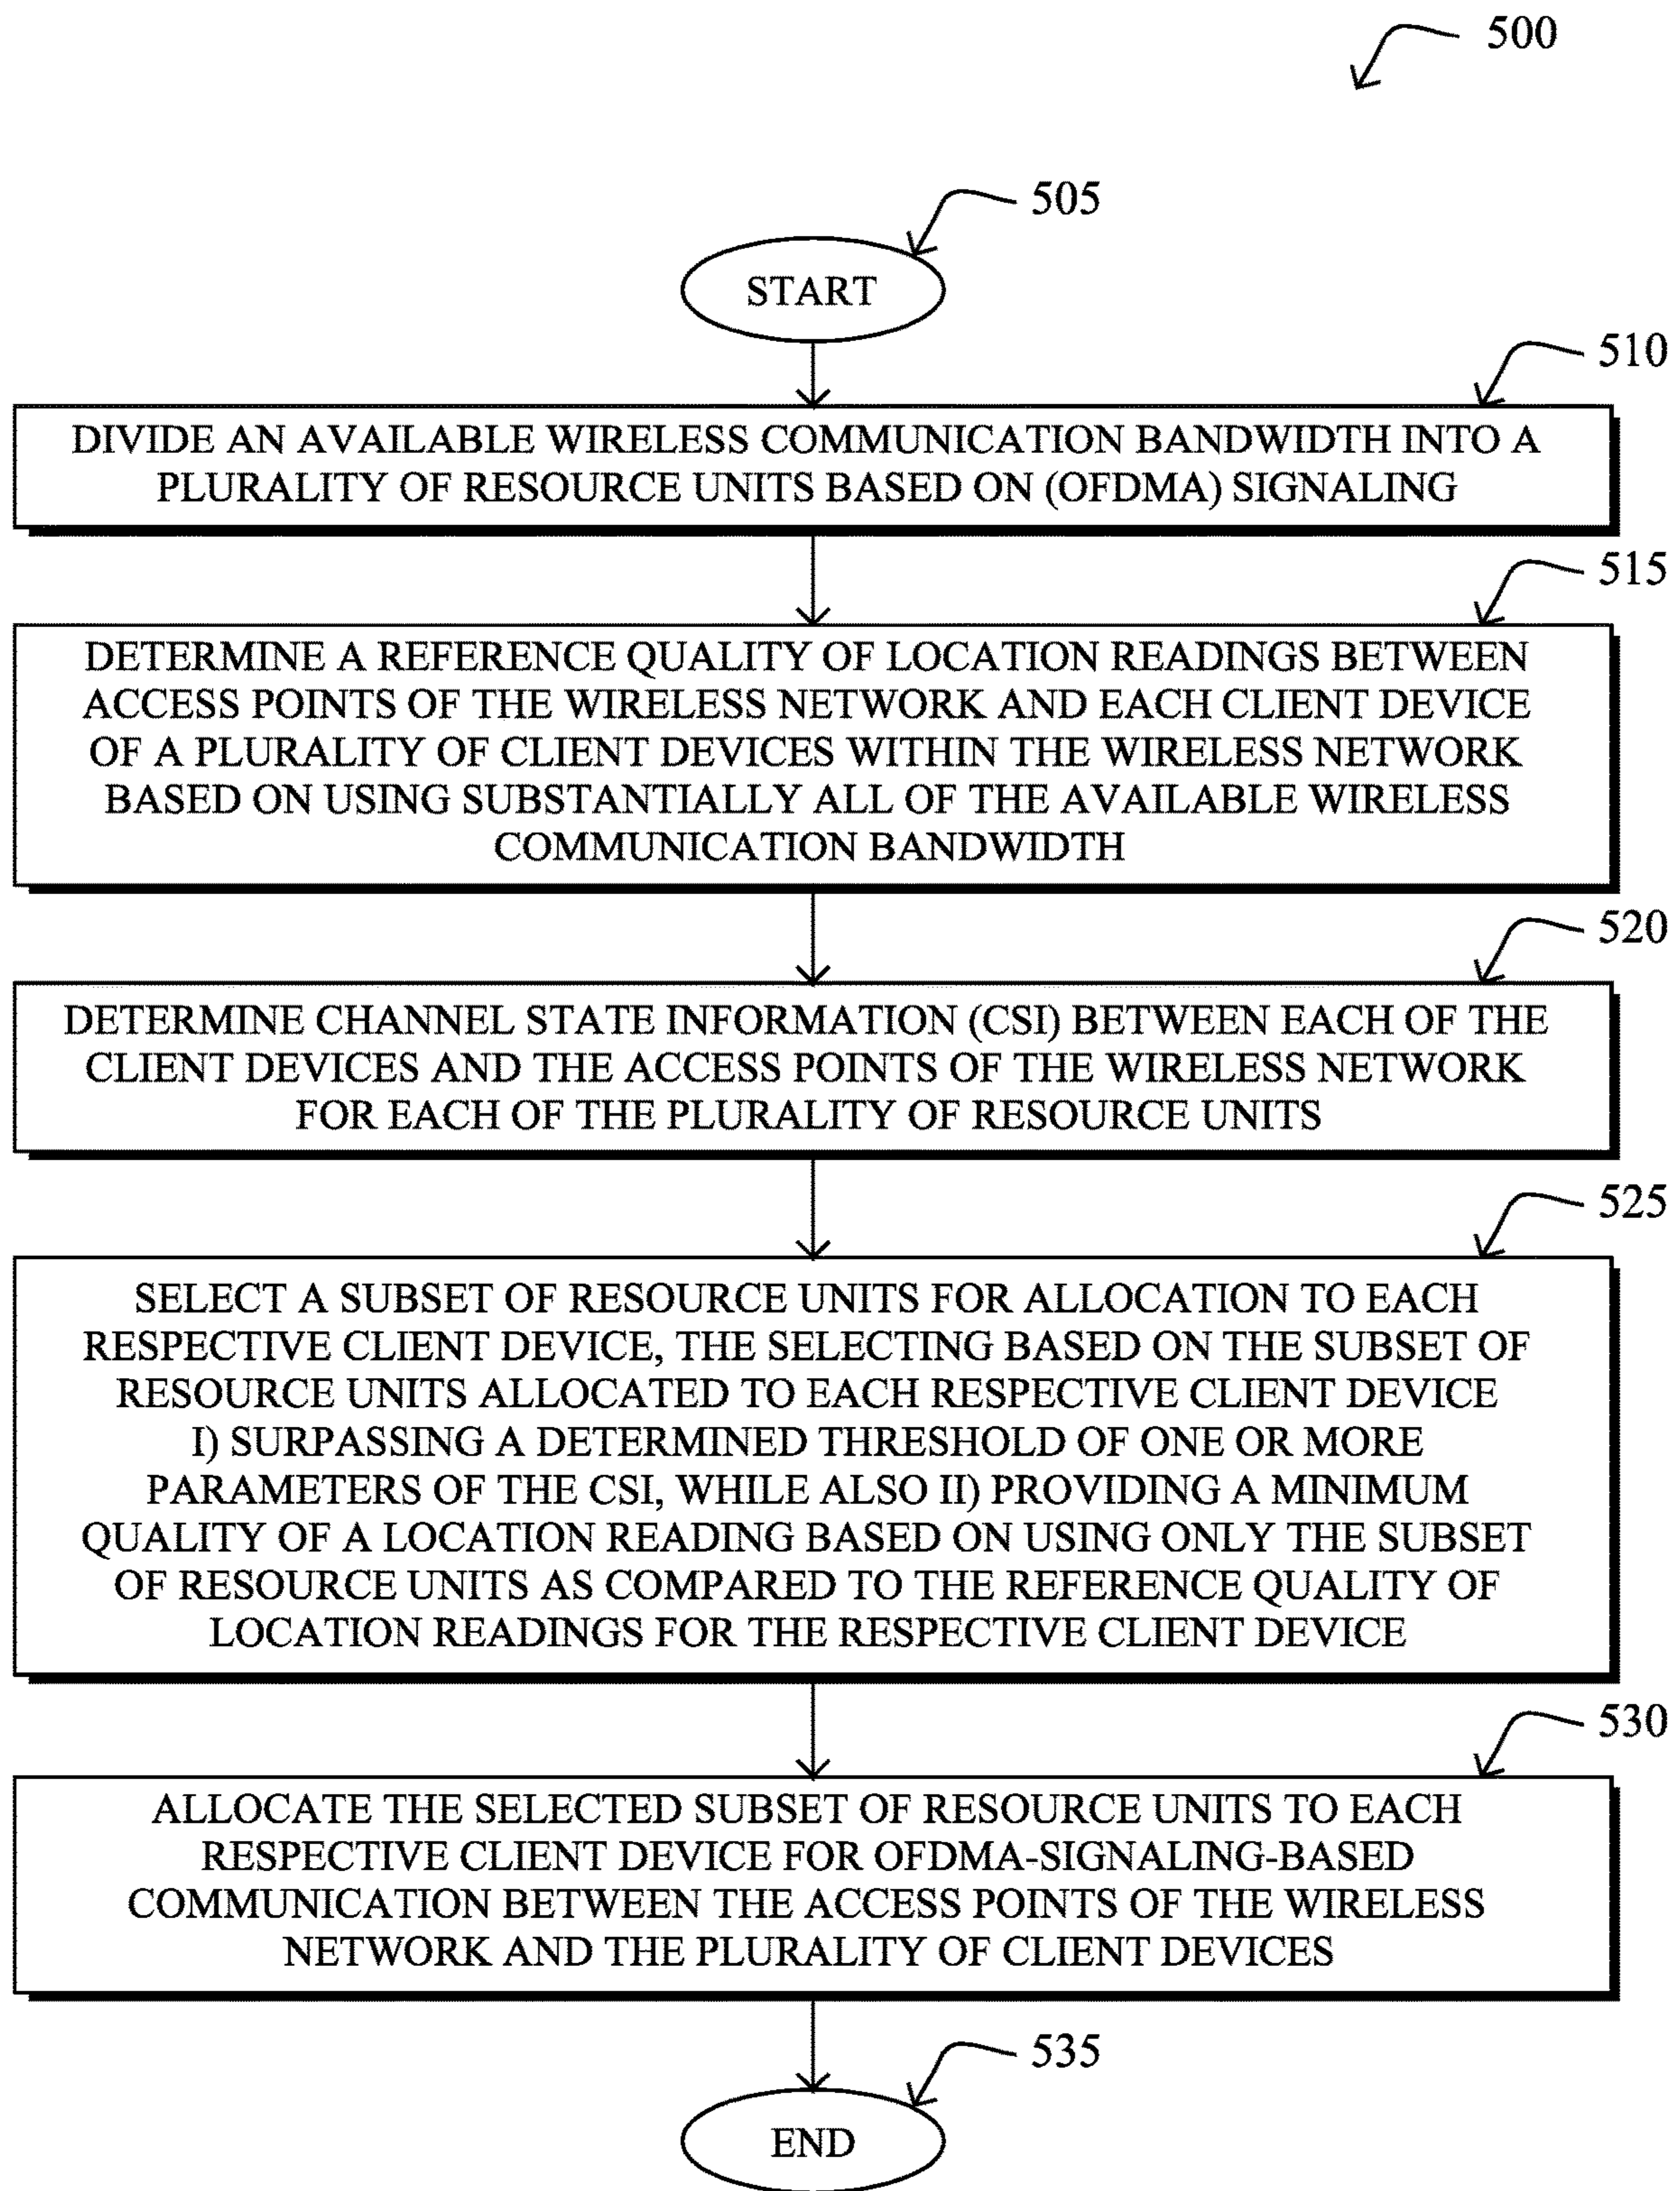 500
505
START
510
DIVIDE AN AVAILABLE WIRELESS COMMUNICATION BANDWIDTH INTO A
PLURALITY OF RESOURCE UNITS BASED ON (OFDMA) SIGNALING
515
DETERMINE A REFERENCE QUALITY OF LOCATION READINGS BETWEEN
ACCESS POINTS OF THE WIRELESS NETWORK AND EACH CLIENT DEVICE
OF A PLURALITY OF CLIENT DEVICES WITHIN THE WIRELESS NETWORK
BASED ON USING SUBSTANTIALLY ALL OF THE AVAILABLE WIRELESS
COMMUNICATION BANDWIDTH
520
DETERMINE CHANNEL STATE INFORMATION (CSI) BETWEEN EACH OF THE
CLIENT DEVICES AND THE ACCESS POINTS OF THE WIRELESS NETWORK
FOR EACH OF THE PLURALITY OF RESOURCE UNITS
525
SELECT A SUBSET OF RESOURCE UNITS FOR ALLOCATION TO EACH
RESPECTIVE CLIENT DEVICE, THE SELECTING BASED ON THE SUBSET OF
RESOURCE UNITS ALLOCATED TO EACH RESPECTIVE CLIENT DEVICE
I) SURPASSING A DETERMINED THRESHOLD OF ONE OR MORE
PARAMETERS OF THE CSI, WHILE ALSO II) PROVIDING A MINIMUM
QUALITY OF A LOCATION READING BASED ON USING ONLY THE SUBSET
OF RESOURCE UNITS AS COMPARED TO THE REFERENCE QUALITY OF
LOCATION READINGS FOR THE RESPECTIVE CLIENT DEVICE
530
ALLOCATE THE SELECTED SUBSET OF RESOURCE UNITS TO EACH
RESPECTIVE CLIENT DEVICE FOR OFDMA-SIGNALING-BASED
COMMUNICATION BETWEEN THE ACCESS POINTS OF THE WIRELESS
NETWORK AND THE PLURALITY OF CLIENT DEVICES
535
END